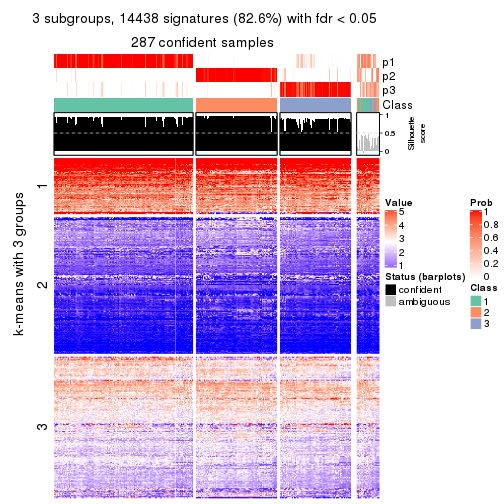 3 subgroups, 14438 signatures (82.6%) with fdr < 0.05
287 confident samples
p1
p2
p3
Class
1
0.5
0
Silhouette
score
k-means with 3 groups
1
2
3
Value
5
4
3
2
1
Status (barplots)
confident
ambiguous
Prob
1
0.8
0.6
0.4
0.2
0
Class
1
2
3